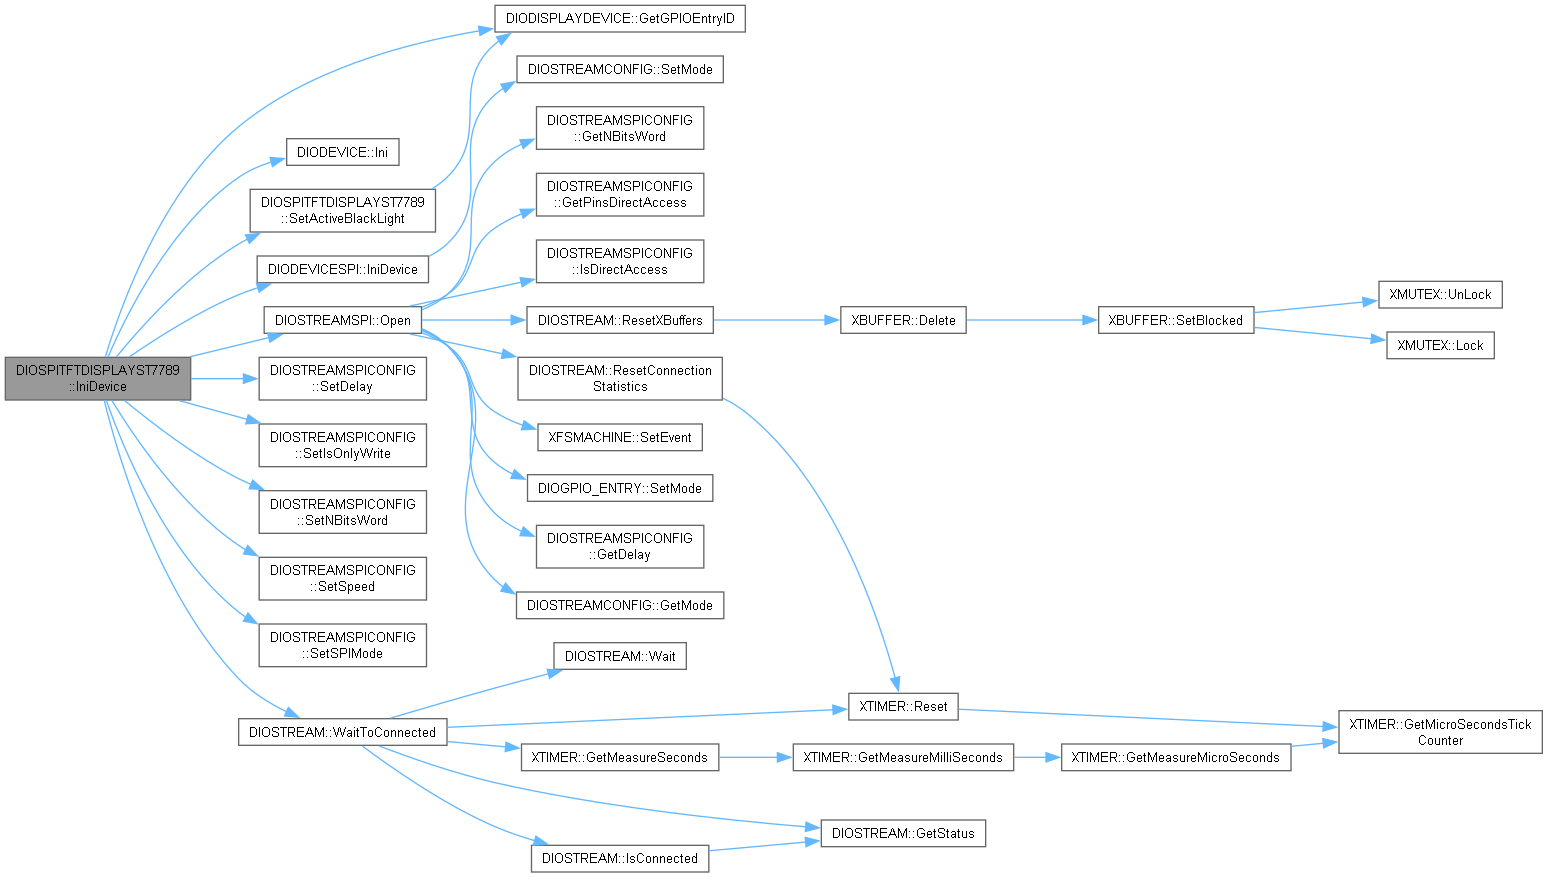 DIOSPITFTDISPLAYST7789
::IniDevice
DIODISPLAYDEVICE::GetGPIOEntryID
DIODEVICE::Ini
DIOSPITFTDISPLAYST7789
::SetActiveBlackLight
DIODEVICESPI::IniDevice
DIOSTREAMSPI::Open
DIOSTREAMSPICONFIG
::SetDelay
DIOSTREAMSPICONFIG
::SetIsOnlyWrite
DIOSTREAMSPICONFIG
::SetNBitsWord
DIOSTREAMSPICONFIG
::SetSpeed
DIOSTREAMSPICONFIG
::SetSPIMode
DIOSTREAM::WaitToConnected
DIOSTREAMCONFIG::SetMode
DIOSTREAMSPICONFIG
::GetNBitsWord
DIOSTREAMSPICONFIG
::GetPinsDirectAccess
DIOSTREAMSPICONFIG
::IsDirectAccess
DIOSTREAM::ResetXBuffers
DIOSTREAM::ResetConnection
Statistics
XFSMACHINE::SetEvent
DIOGPIO_ENTRY::SetMode
DIOSTREAMSPICONFIG
::GetDelay
DIOSTREAMCONFIG::GetMode
DIOSTREAM::Wait
XTIMER::GetMeasureSeconds
DIOSTREAM::IsConnected
XBUFFER::Delete
XTIMER::Reset
XTIMER::GetMeasureMilliSeconds
DIOSTREAM::GetStatus
XBUFFER::SetBlocked
XTIMER::GetMeasureMicroSeconds
XMUTEX::UnLock
XMUTEX::Lock
XTIMER::GetMicroSecondsTick
Counter